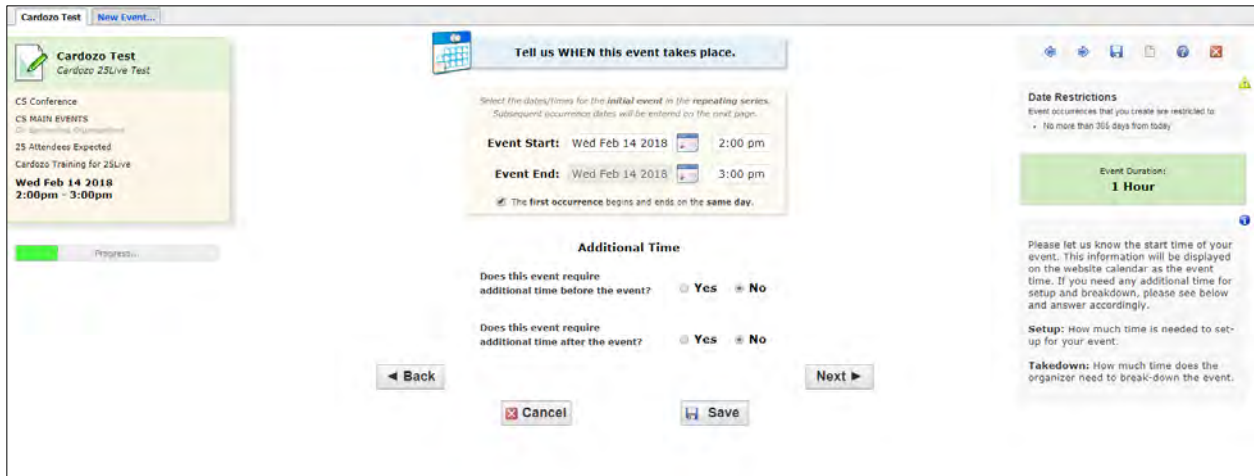 Cardozo Test
New Event...
Cardozo Test
Cardozo 25Live Test
CS Conference
CS MAIN EVENTS
25 Attendees Expected
Cardozo Training for 25Live
Wed Feb 14 2018
2:00pm - 3:00pm
Progress...
Tell us WHEN this event takes place.
Select the dates/times for the initial event in the repeating series.
Subsequent occurrence dates will be entered on the next page.
Event Start: Wed Feb 14 2018 2:00 pm
Event End: Wed Feb 14 2018 3:00 pm
The first occurrence begins and ends on the same day.
Additional Time
Does this event require
additional time before the event? Yes No
Does this event require
additional time after the event? Yes No
◄ Back
Next ►
Cancel
Save
Date Restrictions
Event occurrences that you create are restricted to
• No more than 365 days from today
Event Duration:
1 Hour
Please let us know the start time of your
event. This information will be displayed
on the website calendar as the event
time. If you need any additional time for
setup and breakdown, please see below
and answer accordingly.
Setup: How much time is needed to set-
up for your event.
Takedown: How much time does the
organizer need to break-down the event.